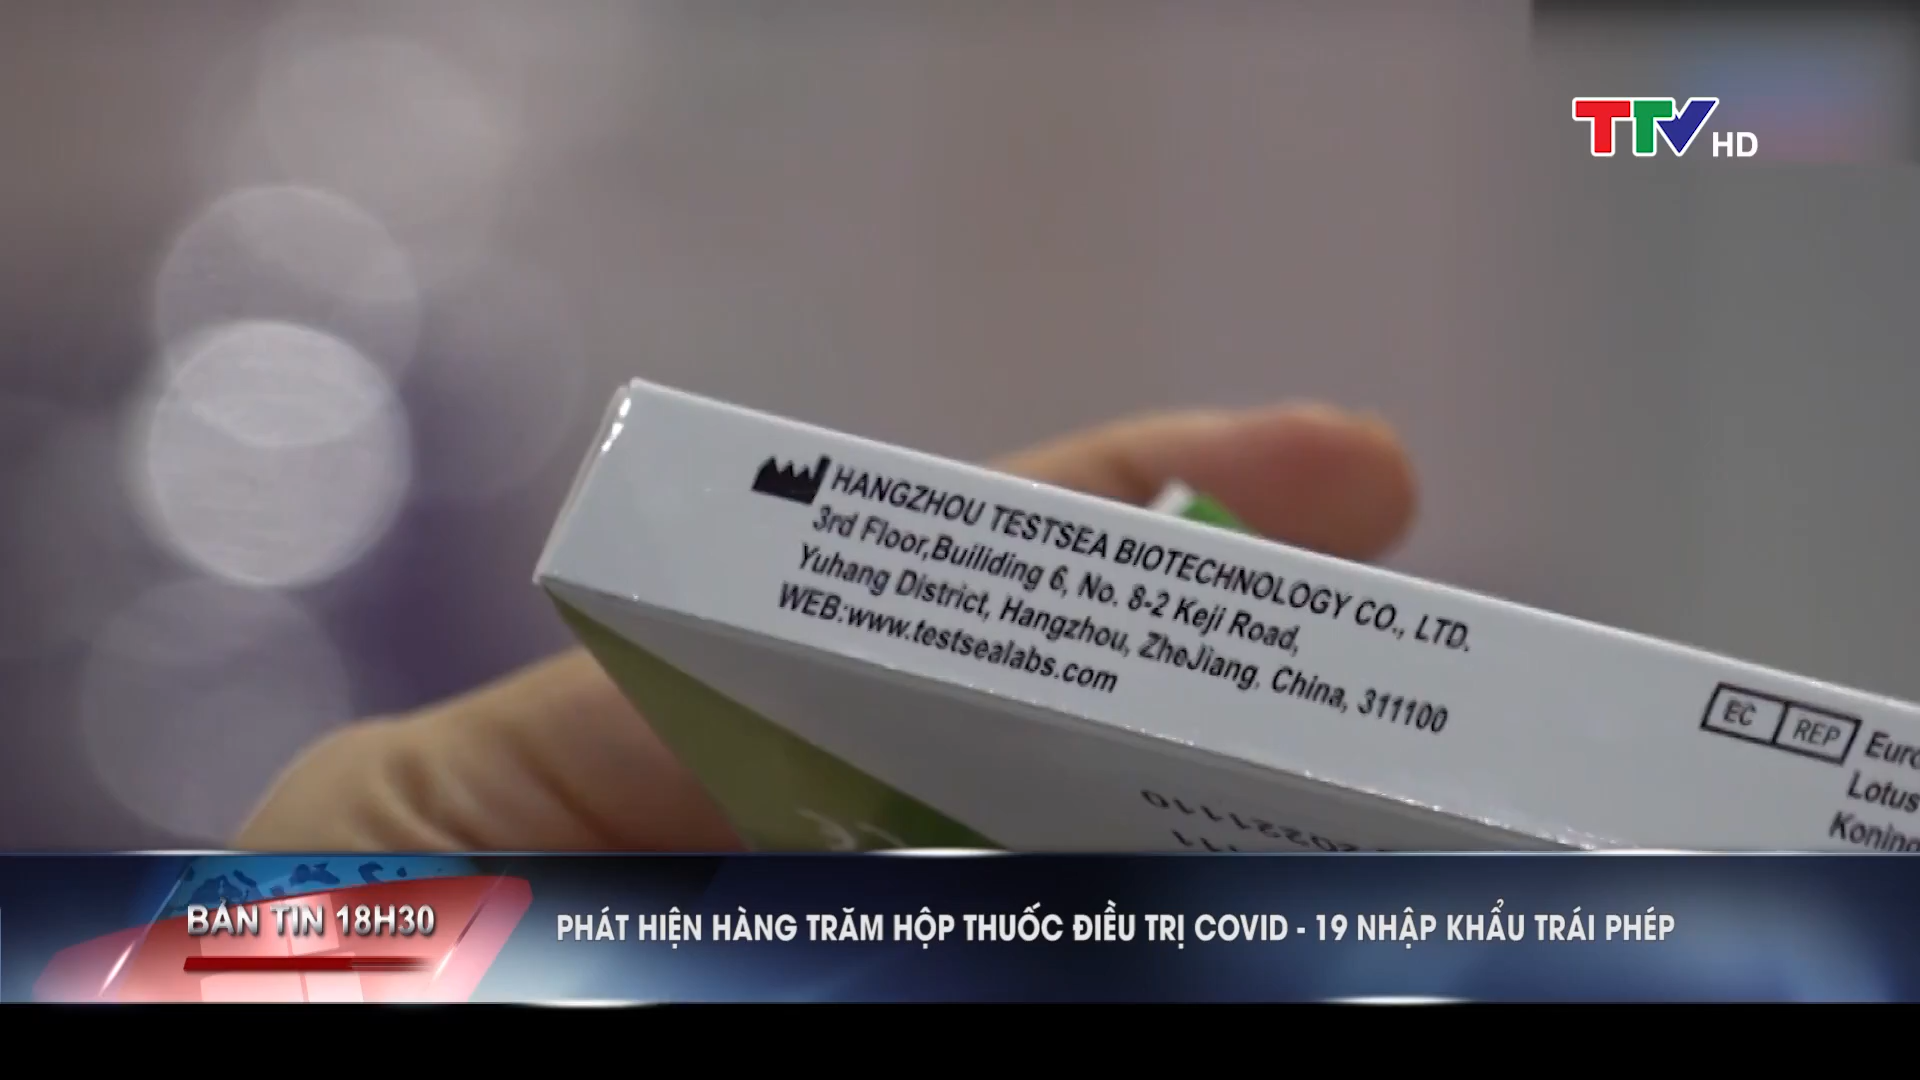 TTV HD
HANGZHOU TESTSEA BIOTECHNOLOGY CO., LTD.
3rd Floor,Builiding 6, No. 8-2 Keji Road,
Yuhang District, Hangzhou, ZheJiang, China, 311100
WEB:www.testsealabs.com
EC REP
Lotus
BẢN TIN 18H30
PHÁT HIỆN HÀNG TRĂM HỘP THUỐC ĐIỀU TRỊ COVID - 19 NHẬP KHẨU TRÁI PHÉP